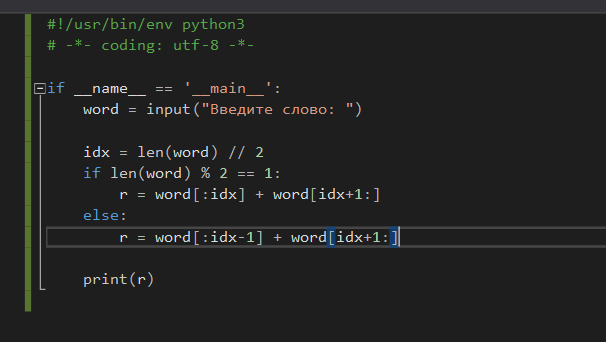 #!/usr/bin/env python3
# -*- coding: utf-8 -*-

if __name__ == '__main__':
    word = input("Введите слово: ")

    idx = len(word) // 2
    if len(word) % 2 == 1:
        r = word[:idx] + word[idx+1:]
    else:
        r = word[:idx-1] + word[idx+1:]

    print(r)